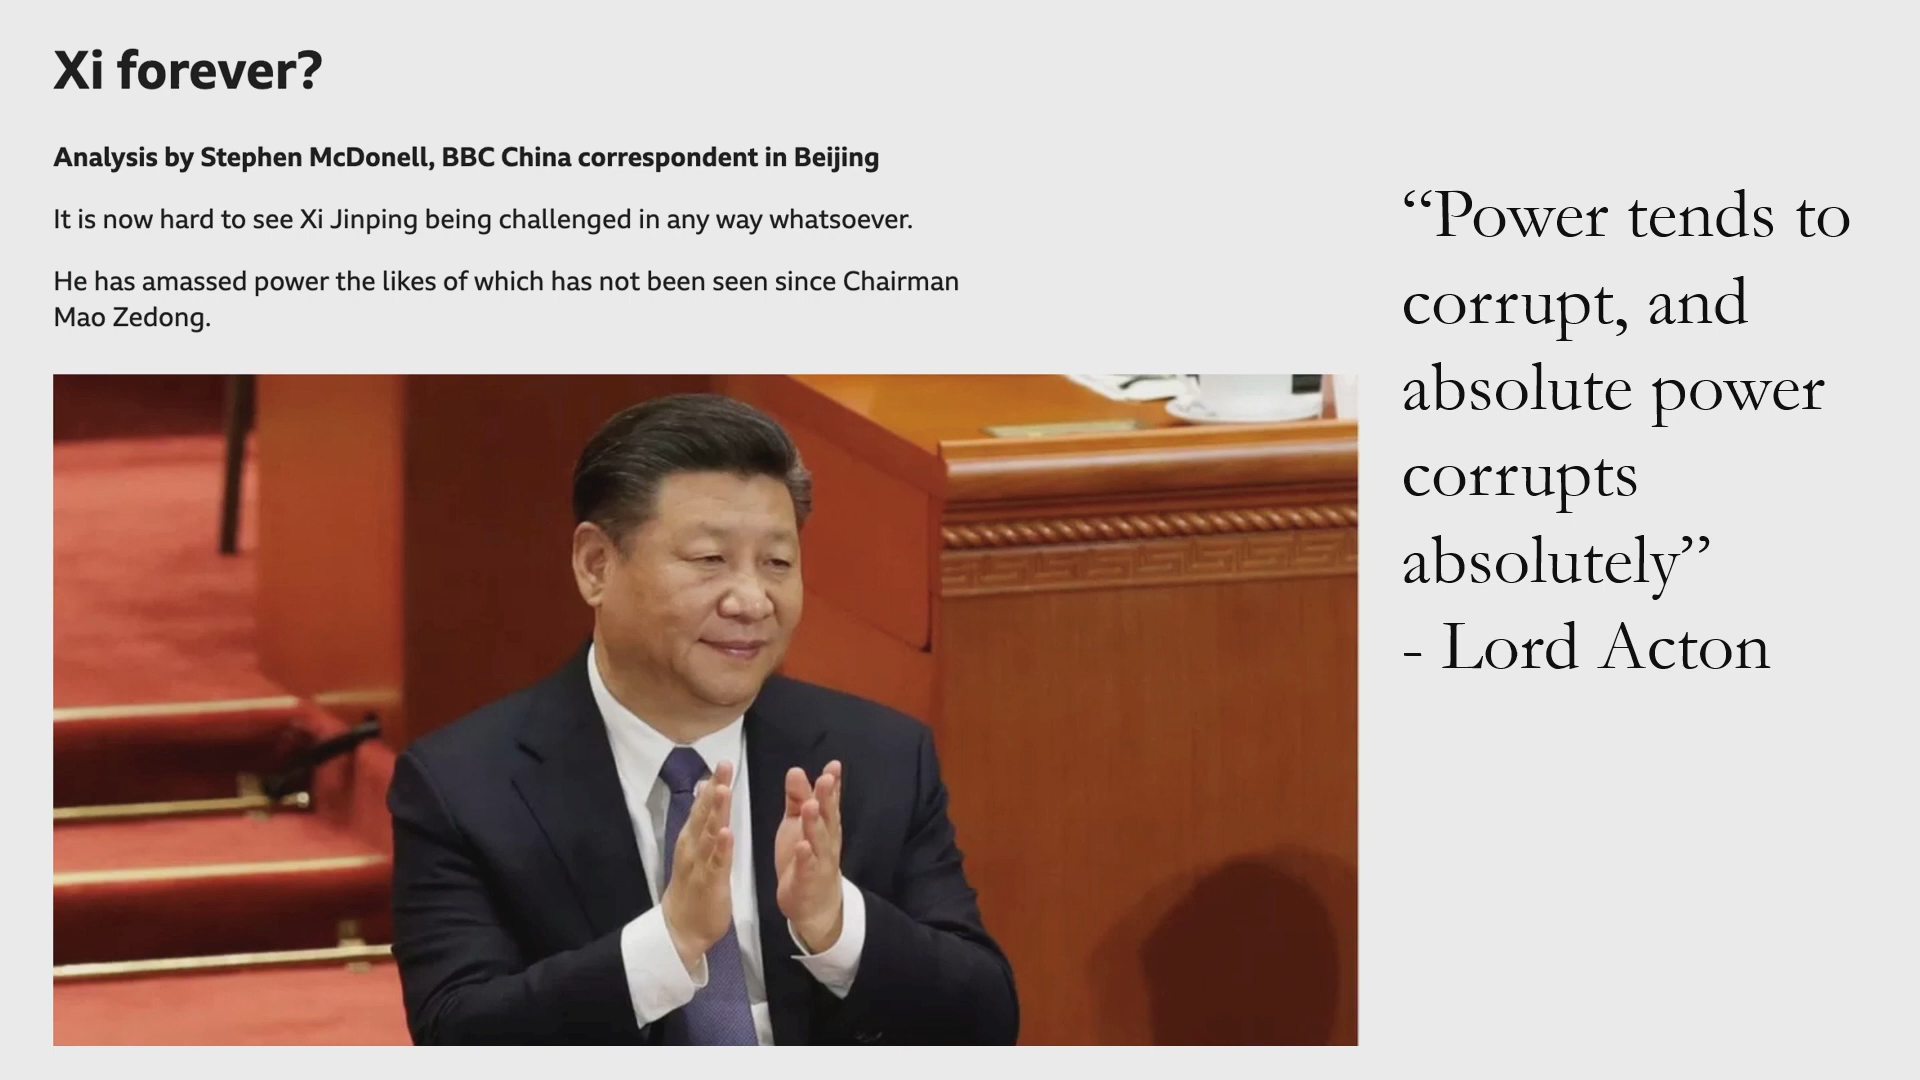 Xi forever?
Analysis by Stephen McDonell, BBC China correspondent in Beijing
It is now hard to see Xi Jinping being challenged in any way whatsoever.
He has amassed power the likes of which has not been seen since Chairman
Mao Zedong.
“Power tends to
corrupt, and
absolute power
corrupts
absolutely”
- Lord Acton